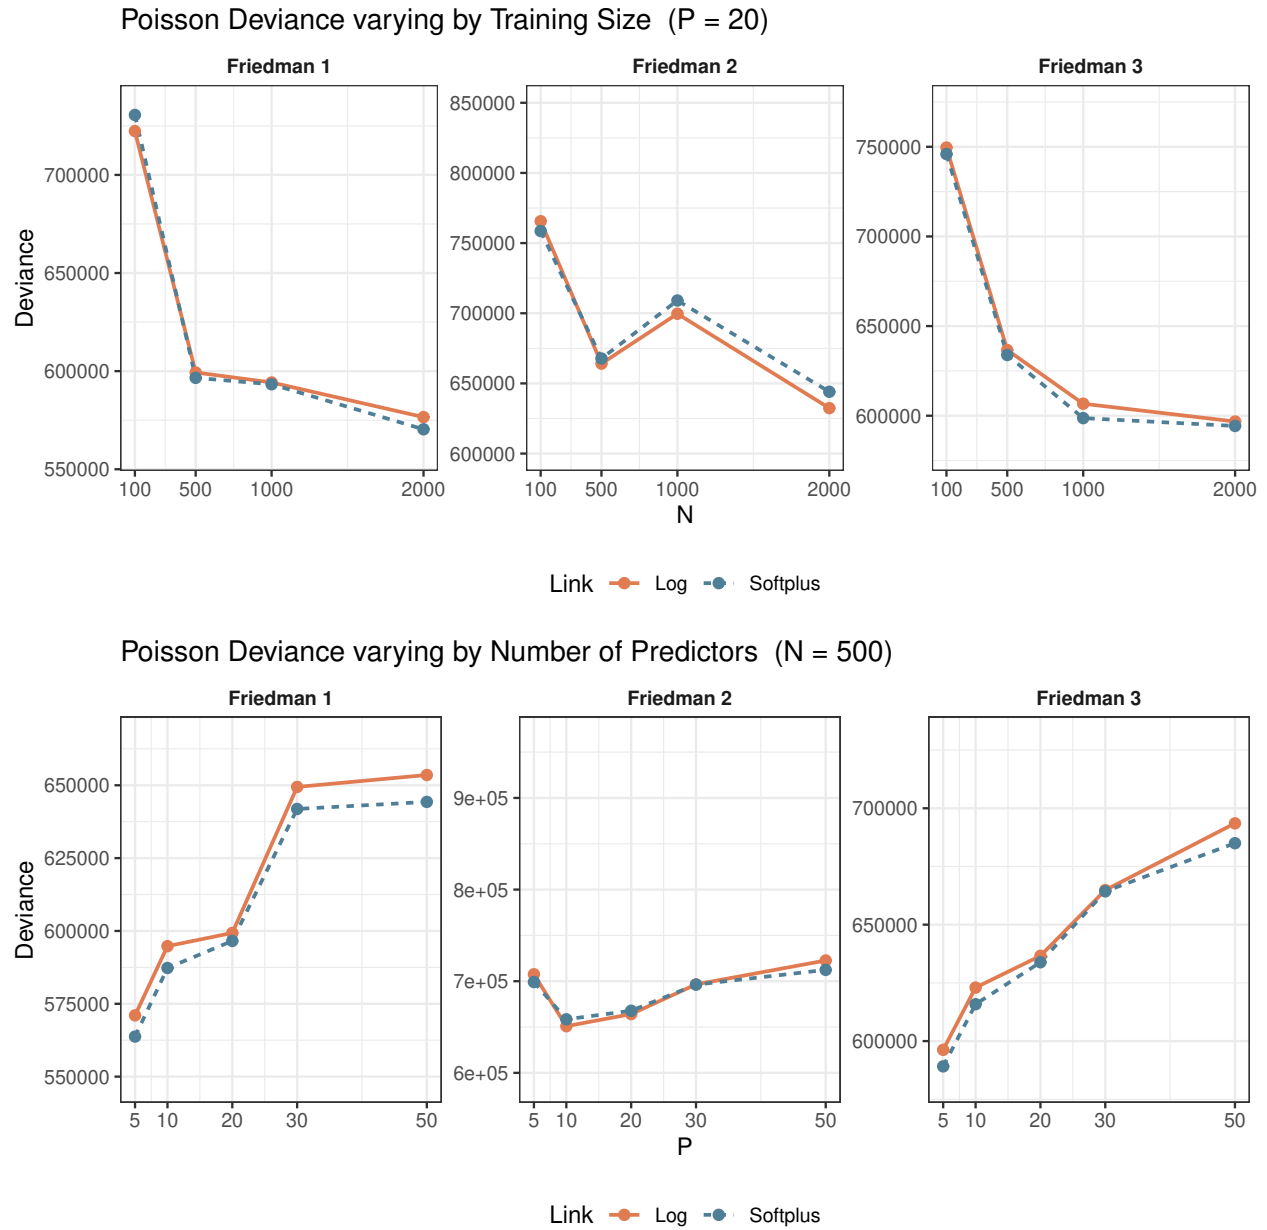 Poisson Deviance varying by Training Size (P = 20)
Friedman 1
Friedman 2
Friedman 3
Deviance
700000
650000
600000
550000
100 500 1000 2000
850000
800000
750000
700000
650000
600000
100 500 1000 2000
750000
700000
650000
600000
100 500 1000 2000
N
Link Log Softplus
Poisson Deviance varying by Number of Predictors (N = 500)
Friedman 1
Friedman 2
Friedman 3
Deviance
650000
625000
600000
575000
550000
5 10 20 30 50
9e+05
8e+05
7e+05
6e+05
5 10 20 30 50
700000
650000
600000
5 10 20 30 50
P
Link Log Softplus